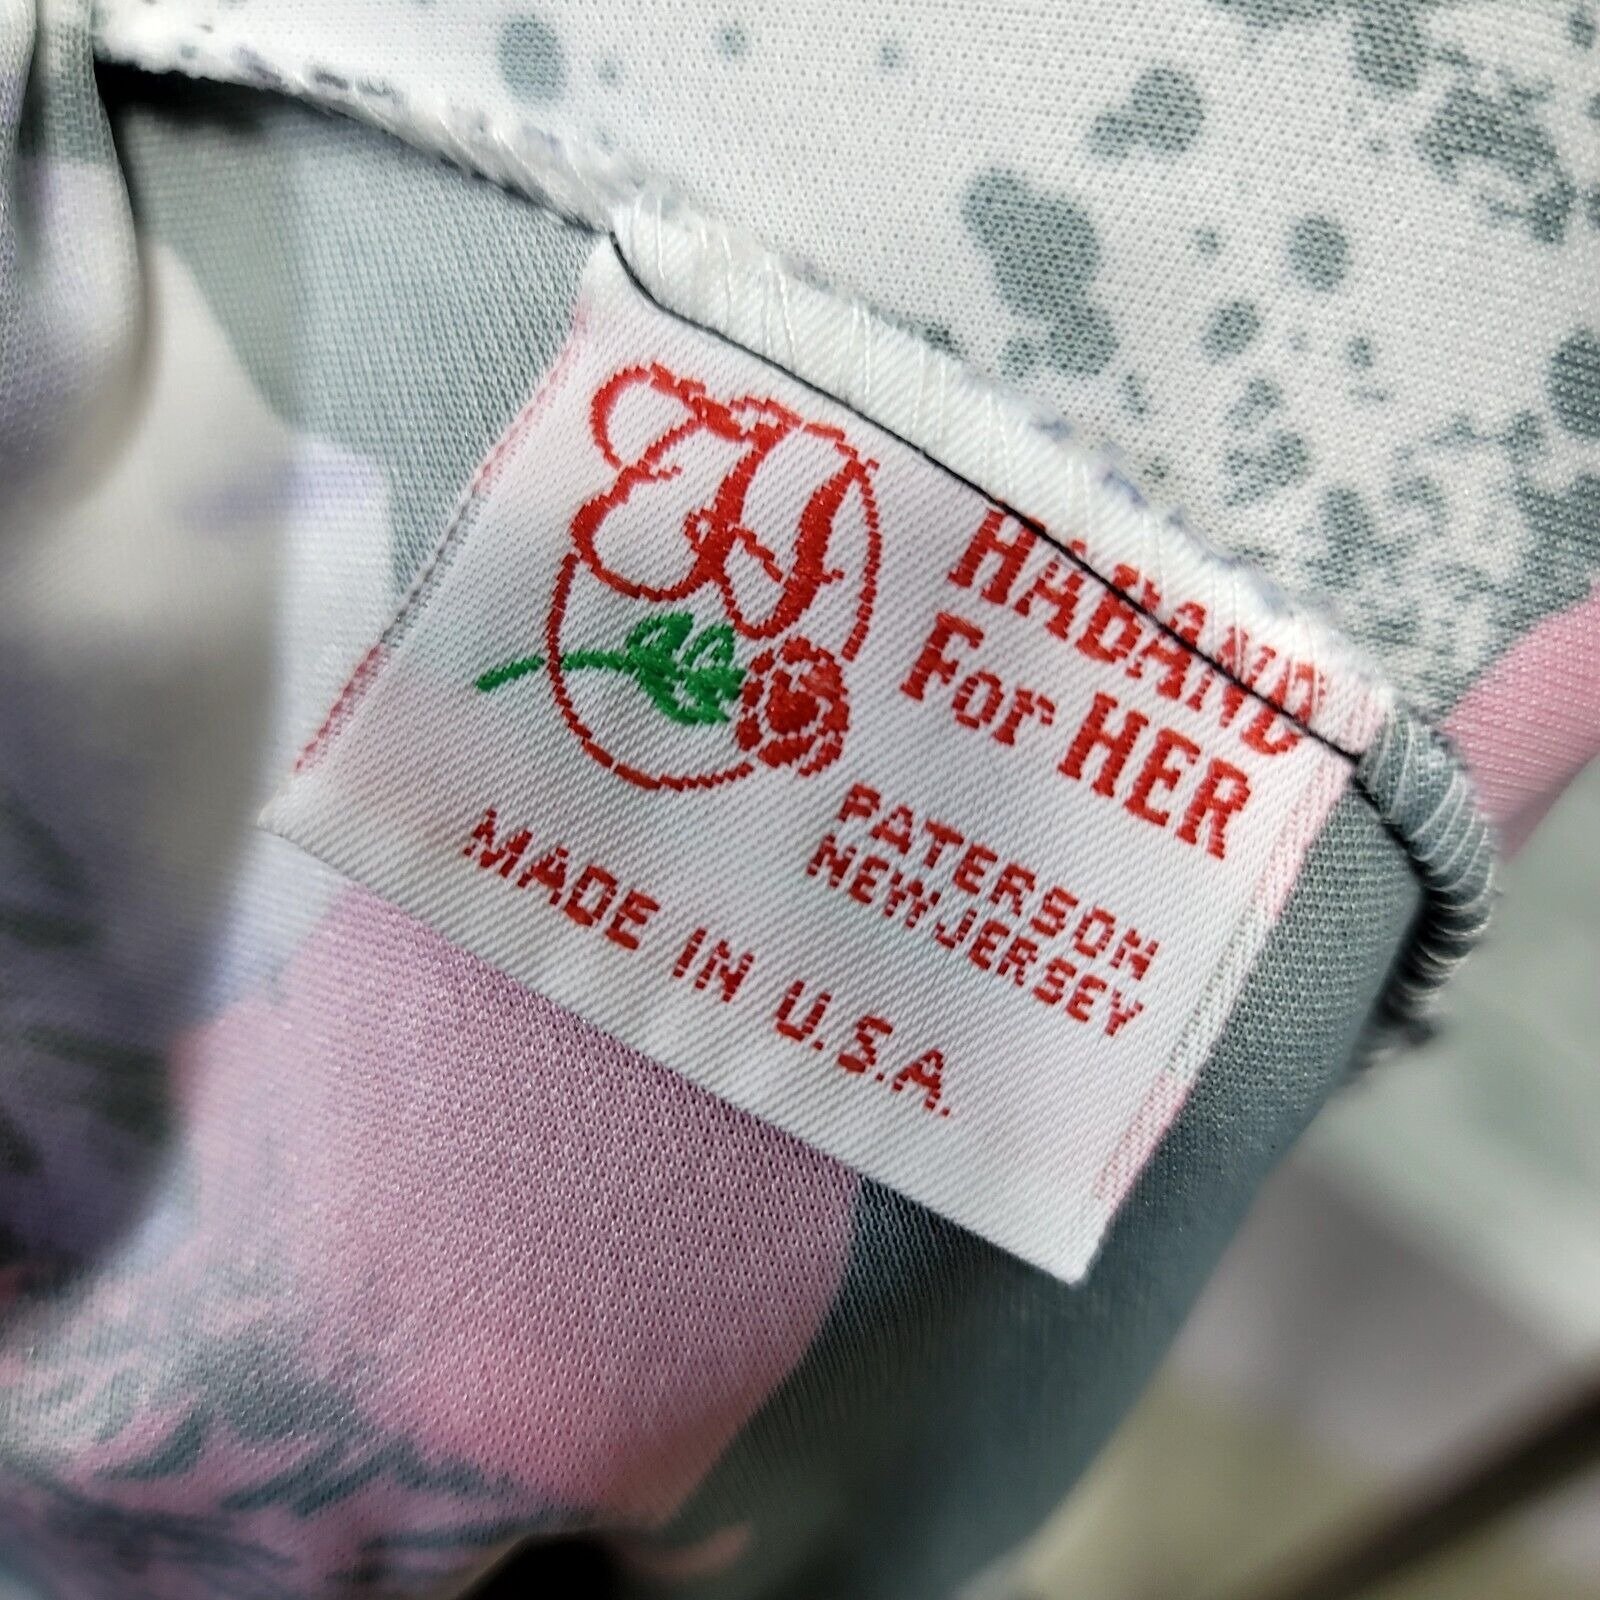 H
HABAND
For HER
PATERSON
NEW JERSEY
MADE IN U.S.A.